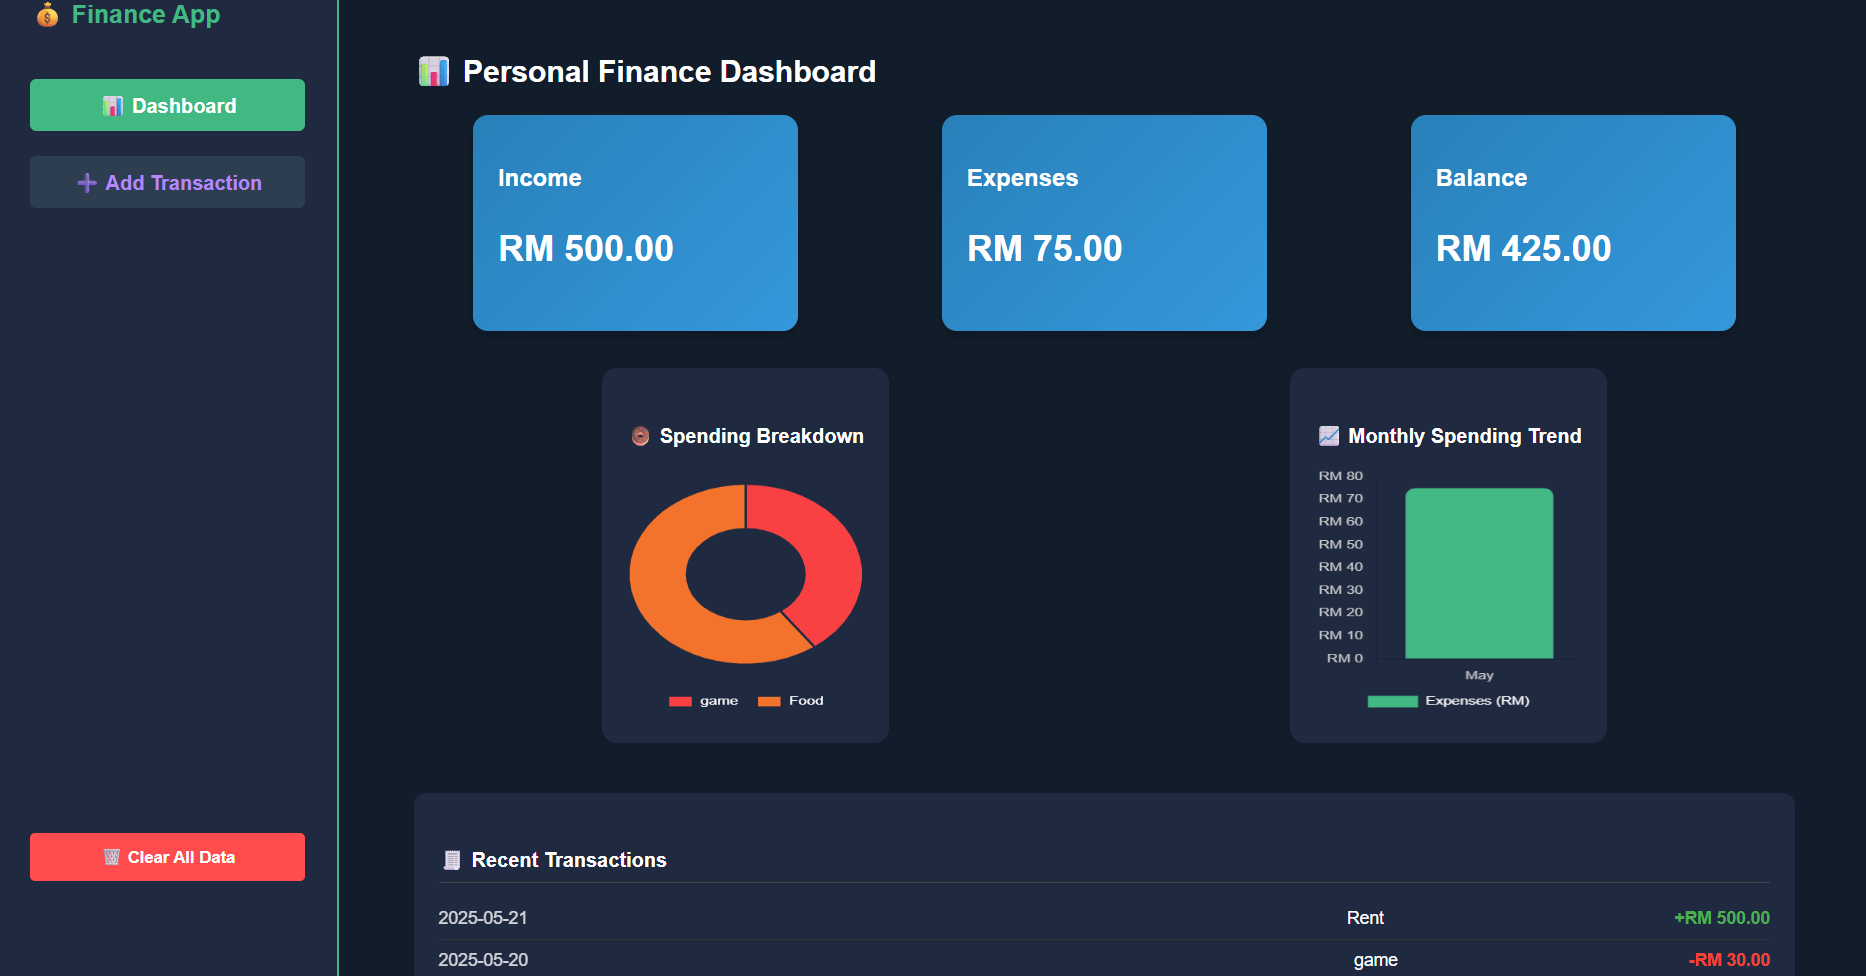 Finance App
Dashboard
Add Transaction
Clear All Data
Personal Finance Dashboard
Income
RM 500.00
Expenses
RM 75.00
Balance
RM 425.00
Spending Breakdown
game Food
Monthly Spending Trend
RM 80
RM 70
RM 60
RM 50
RM 40
RM 30
RM 20
RM 10
RM 0
May
Expenses (RM)
Recent Transactions
2025-05-21 Rent +RM 500.00
2025-05-20 game -RM 30.00